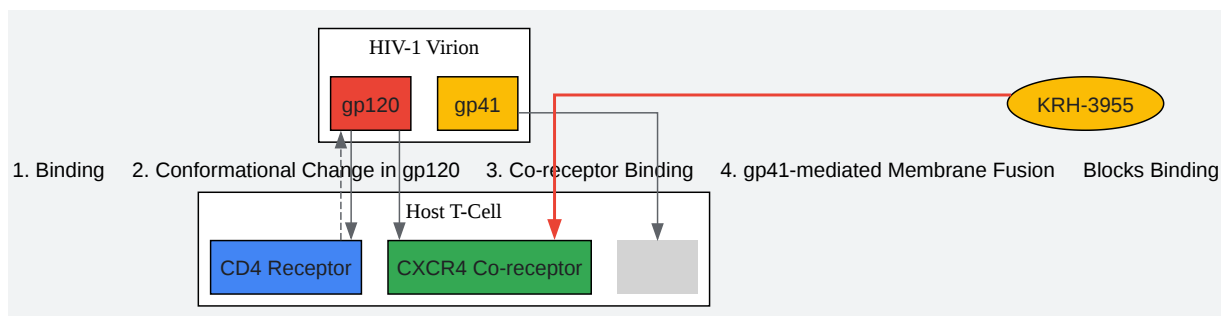 HIV-1 Virion
gp120
gp41
KRH-3955
1. Binding
2. Conformational Change in gp120
3. Co-receptor Binding
4. gp41-mediated Membrane Fusion
Blocks Binding
Host T-Cell
CD4 Receptor
CXCR4 Co-receptor